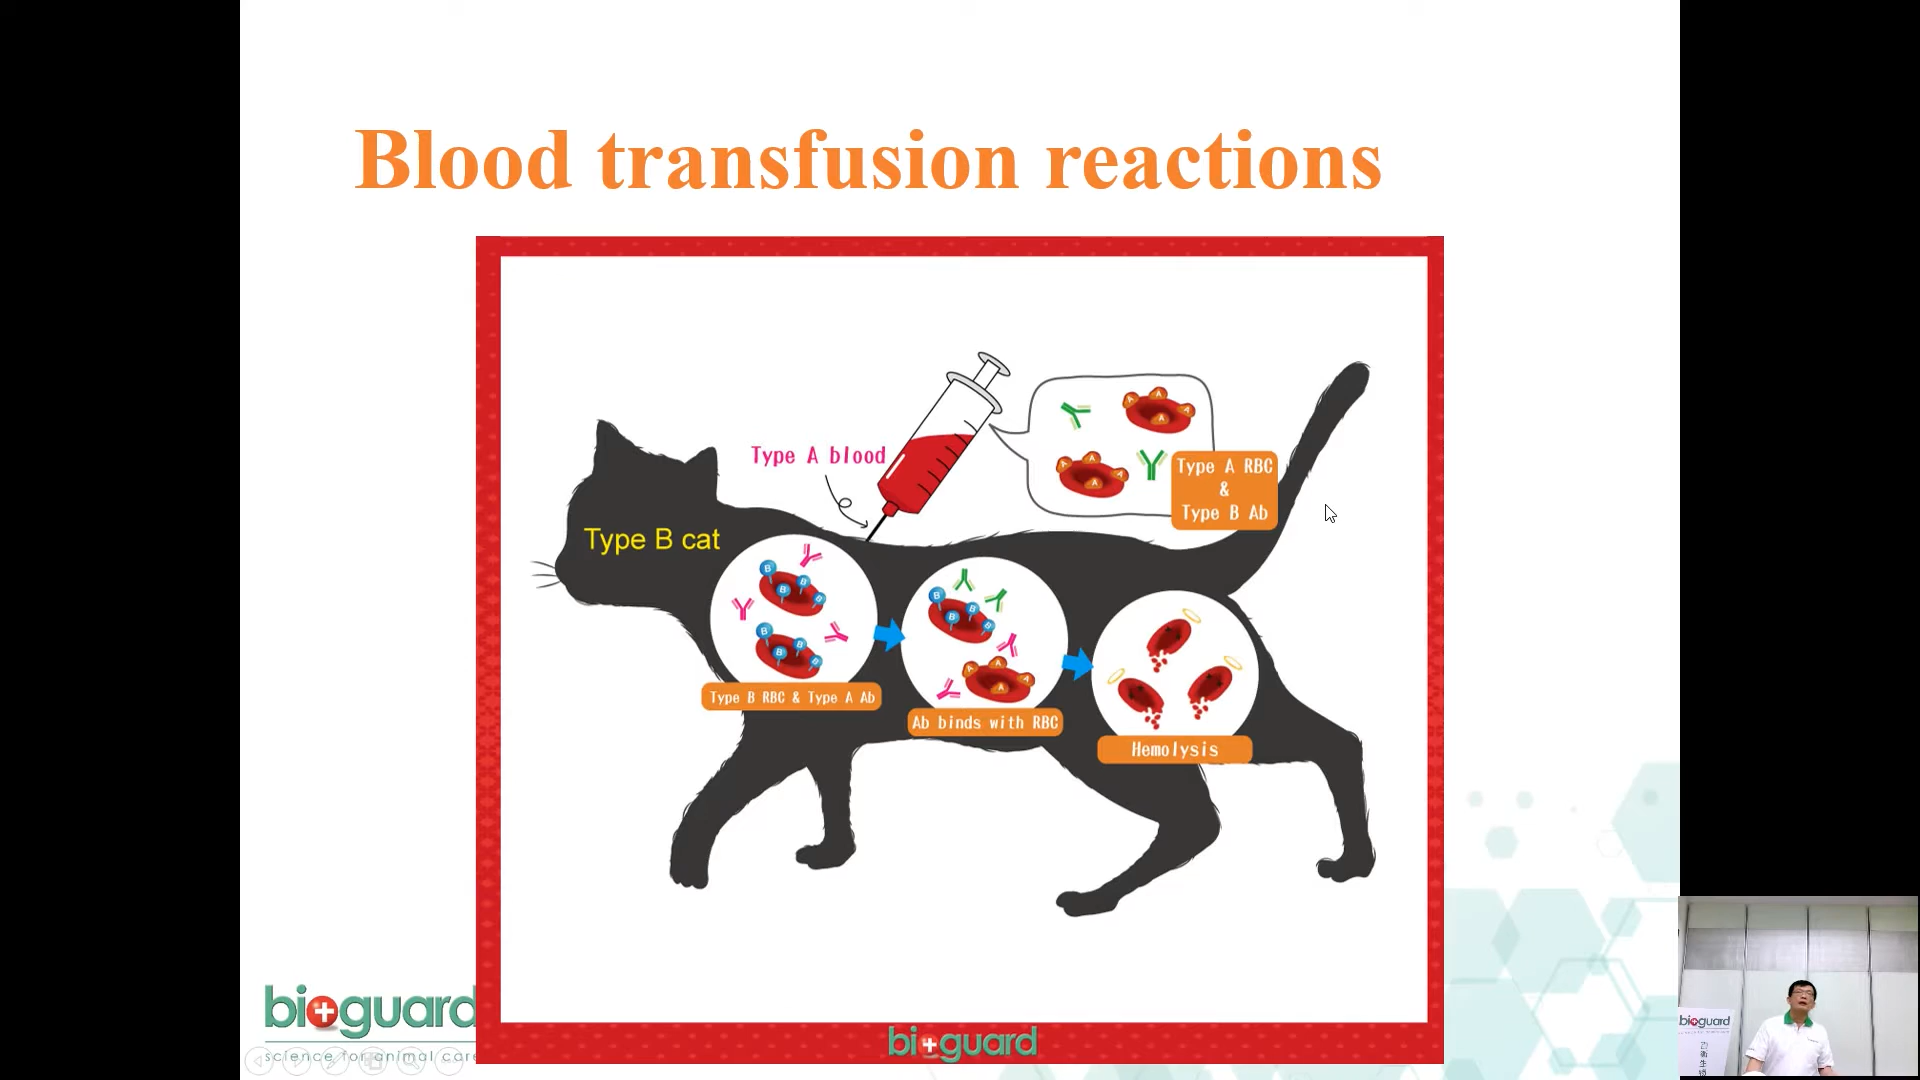 Blood transfusion reactions
Type A blood
A
A
A
A
A
A
A
A
Type A RBC
&
Type B Ab
Type B cat
B
B
B
B
B
B
B
B
Type B RBC & Type A Ab
B
B
B
B
A
A
A
A
Ab binds with RBC
Hemolysis
bioguard
science for animal care
bioguard
bioguard